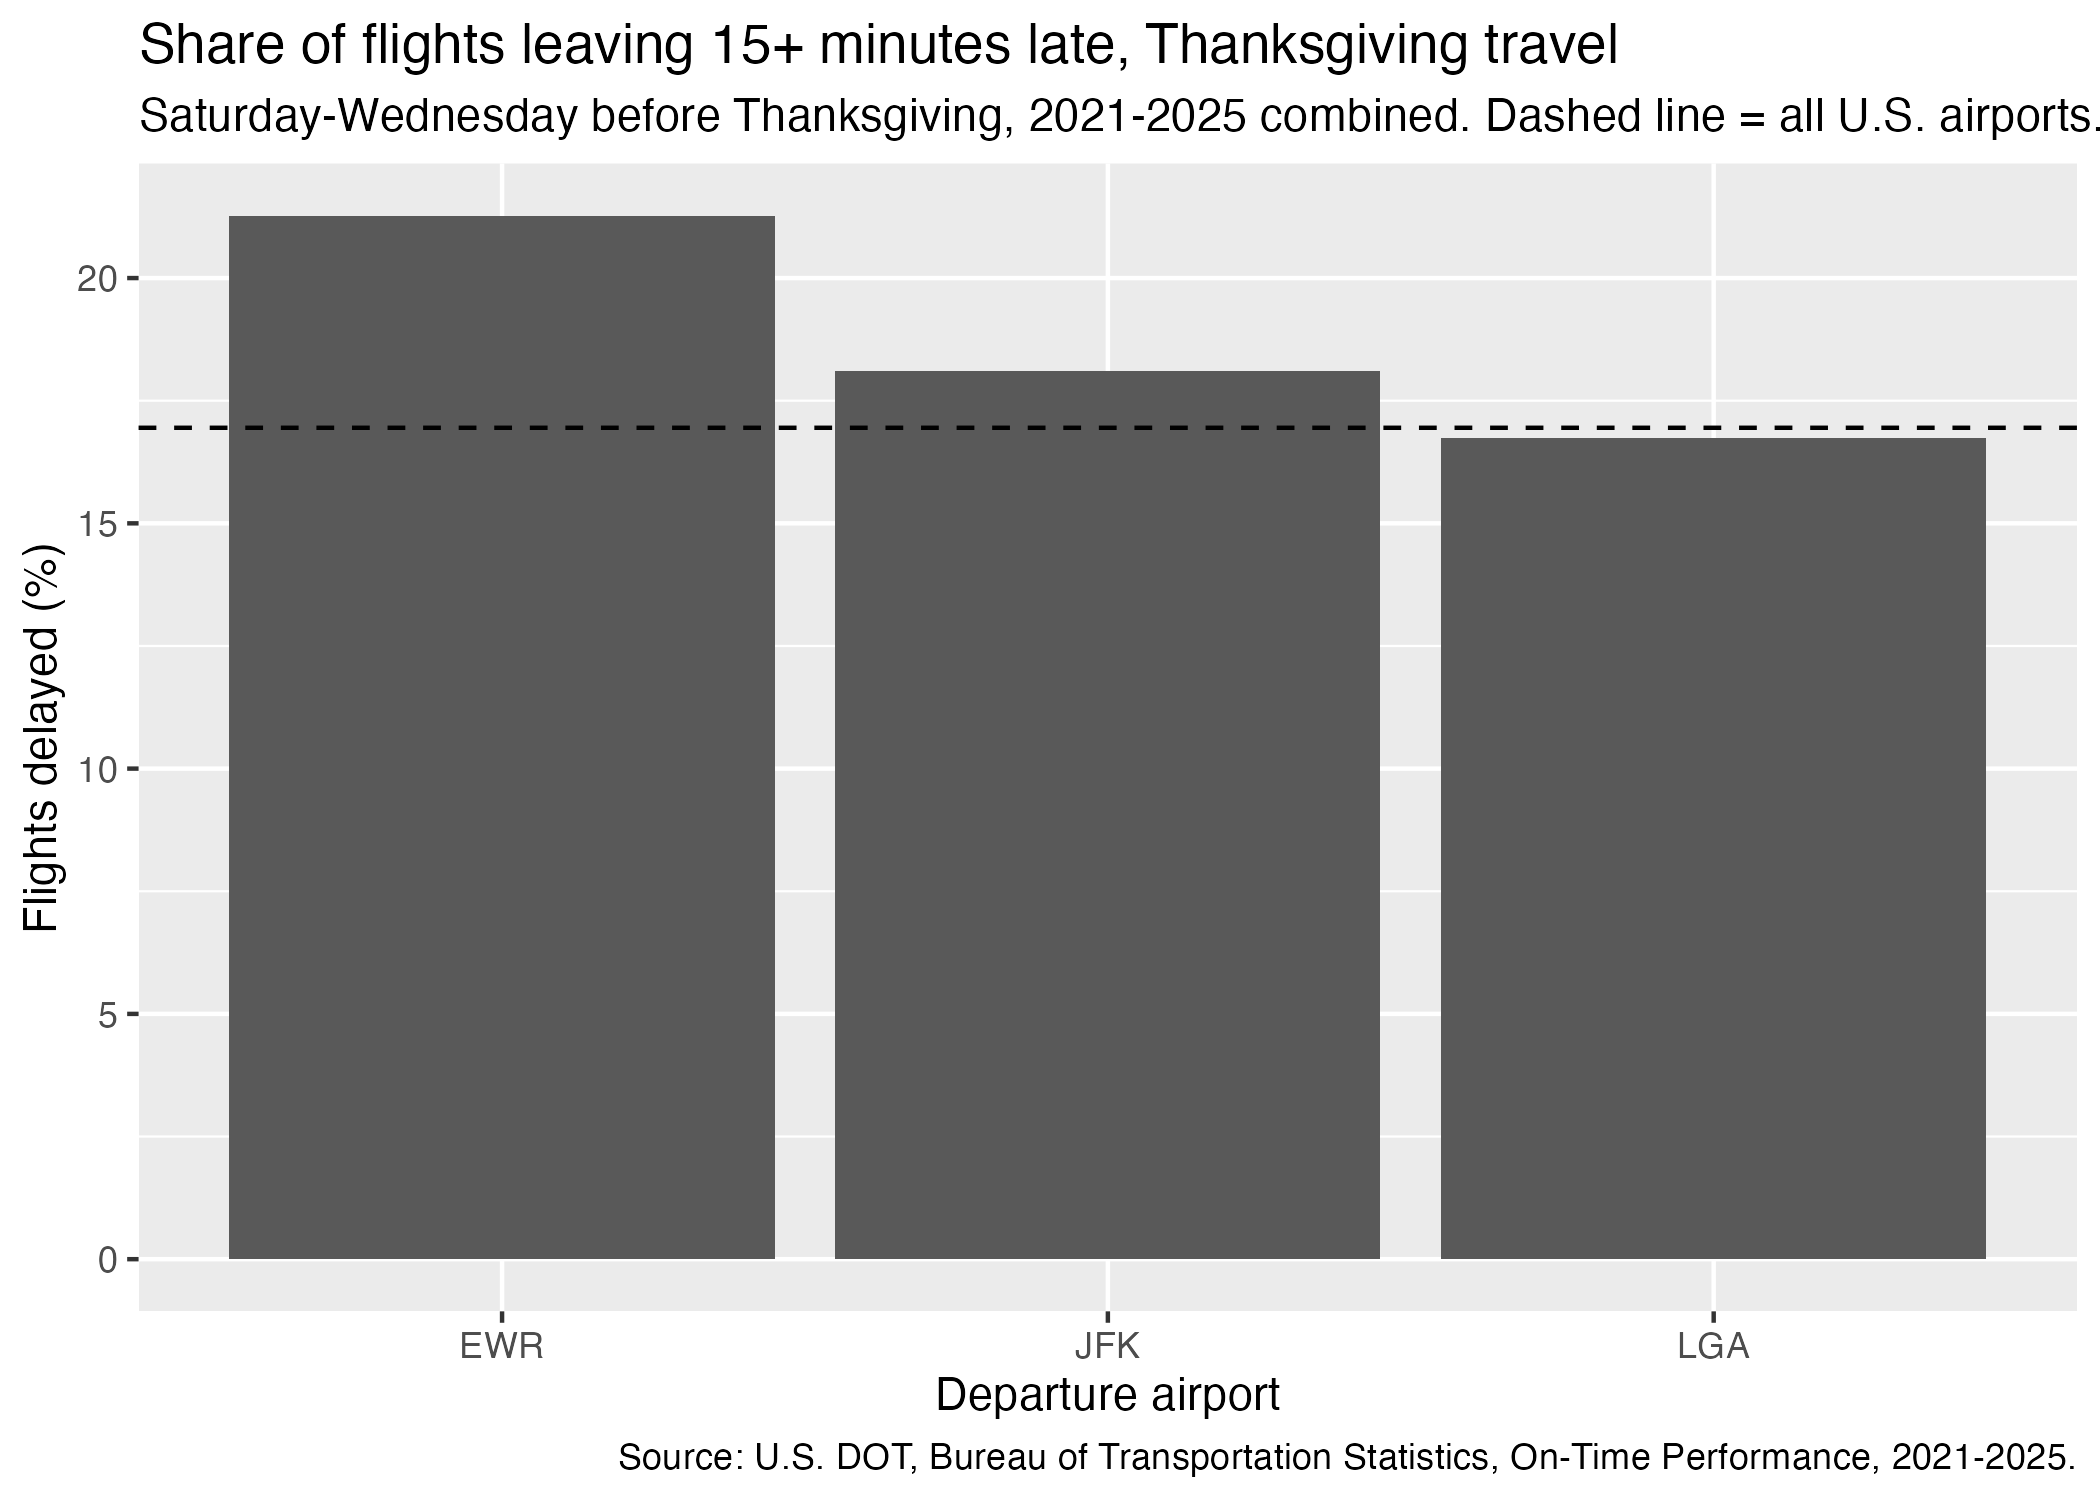 Share of flights leaving 15+ minutes late, Thanksgiving travel
Saturday-Wednesday before Thanksgiving, 2021-2025 combined. Dashed line = all U.S. airports.
Flights delayed (%)
20
15
10
5
0
EWR JFK LGA
Departure airport
Source: U.S. DOT, Bureau of Transportation Statistics, On-Time Performance, 2021-2025.